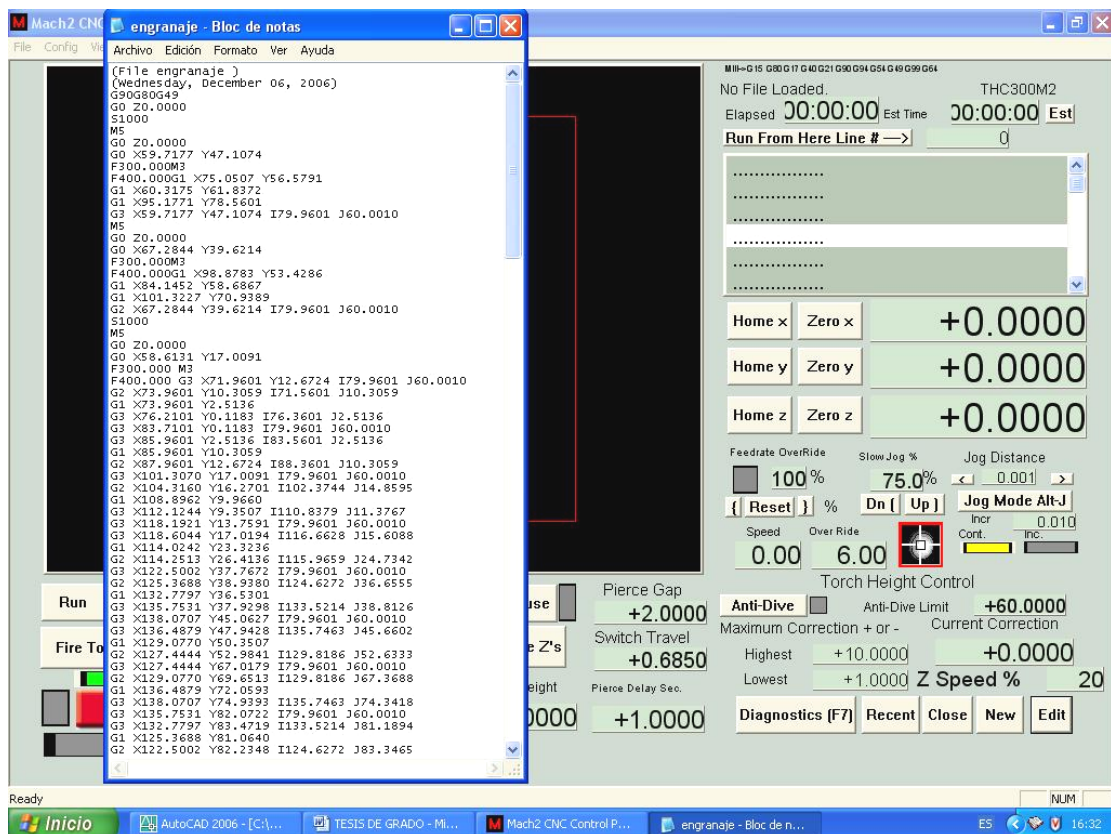 Mach2 CNC
engranaje - Bloc de notas
File Config Vie
Archivo Edición Formato Ver Ayuda
(File engranaje )
(Wednesday, December 06, 2006)
G90G80G49
G0 Z0.0000
S1000
M5
G0 Z0.0000
G0 X59.7177 Y47.1074
F300.000M3
F400.000G1 X75.0507 Y56.5791
G1 X60.3175 Y61.8372
G1 X95.1771 Y78.5601
G3 X59.7177 Y47.1074 I79.9601 J60.0010
M5
G0 Z0.0000
G0 X67.2844 Y39.6214
F300.000M3
F400.000G1 X98.8783 Y53.4286
G1 X84.1452 Y58.6867
G1 X101.3227 Y70.9389
G2 X67.2844 Y39.6214 I79.9601 J60.0010
S1000
M5
G0 Z0.0000
G0 X58.6131 Y17.0091
F300.000 M3
F400.000 G3 X71.9601 Y12.6724 I79.9601 J60.0010
G2 X73.9601 Y10.3059 I71.5601 J10.3059
G1 X73.9601 Y2.5136
G3 X76.2101 Y0.1183 I76.3601 J2.5136
G3 X83.7101 Y0.1183 I79.9601 J60.0010
G3 X85.9601 Y2.5136 I83.5601 J2.5136
G1 X85.9601 Y10.3059
G2 X87.9601 Y12.6724 I88.3601 J10.3059
G3 X101.3070 Y17.0091 I79.9601 J60.0010
G2 X104.3160 Y16.2701 I102.3744 J14.8595
G1 X108.8962 Y9.9660
G3 X112.1244 Y9.3507 I110.8379 J11.3767
G3 X118.1921 Y13.7591 I79.9601 J60.0010
G3 X118.6044 Y17.0194 I116.6628 J15.6088
G1 X114.0242 Y23.3236
G2 X114.2513 Y26.4136 I115.9659 J24.7342
G3 X122.5002 Y37.7672 I79.9601 J60.0010
G2 X125.3688 Y38.9380 I124.6272 J36.6555
G1 X132.7797 Y36.5301
G3 X135.7531 Y37.9298 I133.5214 J38.8126
G3 X138.0707 Y45.0627 I79.9601 J60.0010
G3 X136.4879 Y47.9428 I135.7463 J45.6602
G1 X129.0770 Y50.3507
G2 X127.4444 Y52.9841 I129.8186 J52.6333
G3 X127.4444 Y67.0179 I79.9601 J60.0010
G2 X129.0770 Y69.6513 I129.8186 J67.3688
G1 X136.4879 Y72.0593
G3 X138.0707 Y74.9393 I135.7463 J74.3418
G3 X135.7531 Y82.0722 I79.9601 J60.0010
G3 X132.7797 Y83.4719 I133.5214 J81.1894
G1 X125.3688 Y81.0640
G2 X122.5002 Y82.2348 I124.6272 J83.3465
Mill->G15 G80 G17 G40 G21 G90 G94 G54 G49 G99 G64
No File Loaded. THC300M2
Elapsed 00:00:00 Est Time 00:00:00 Est
Run From Here Line # --> 0
................
................
................
................
................
................
Home x Zero x +0.0000
Home y Zero y +0.0000
Home z Zero z +0.0000
Feedrate OverRide Slow Jog % Jog Distance
100 % 75.0% < 0.001 >
{ Reset } % Dn ( Up ) Jog Mode Alt-J
Incr 0.010
Speed Over Ride Cont. Inc.
0.00 6.00
Torch Height Control
Anti-Dive Anti-Dive Limit +60.0000
Maximum Correction + or - Current Correction
Highest +10.0000 +0.0000
Lowest +1.0000 Z Speed % 20
Diagnostics (F7) Recent Close New Edit
Run use Pierce Gap
+2.0000
Fire To e Z's Switch Travel
+0.6850
eight Pierce Delay Sec.
0000 +1.0000
Ready NUM
Inicio AutoCAD 2006 - [C:\... TESIS DE GRADO - Mi... Mach2 CNC Control P... engranaje - Bloc de n... ES 16:32